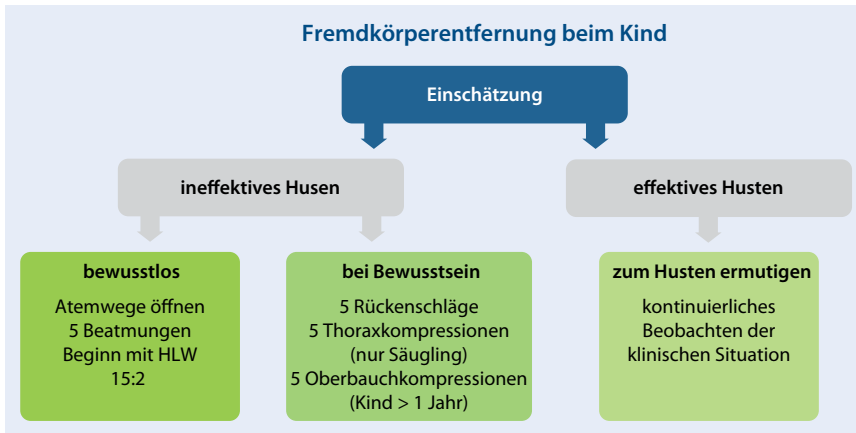 Fremdkörperentfernung beim Kind
Einschätzung
ineffektives Husen
effektives Husten
bewusstlos
Atemwege öffnen
5 Beatmungen
Beginn mit HLW
15:2
bei Bewusstsein
5 Rückenschläge
5 Thoraxkompressionen
(nur Säugling)
5 Oberbauchkompressionen
(Kind > 1 Jahr)
zum Husten ermutigen
kontinuierliches
Beobachten der
klinischen Situation